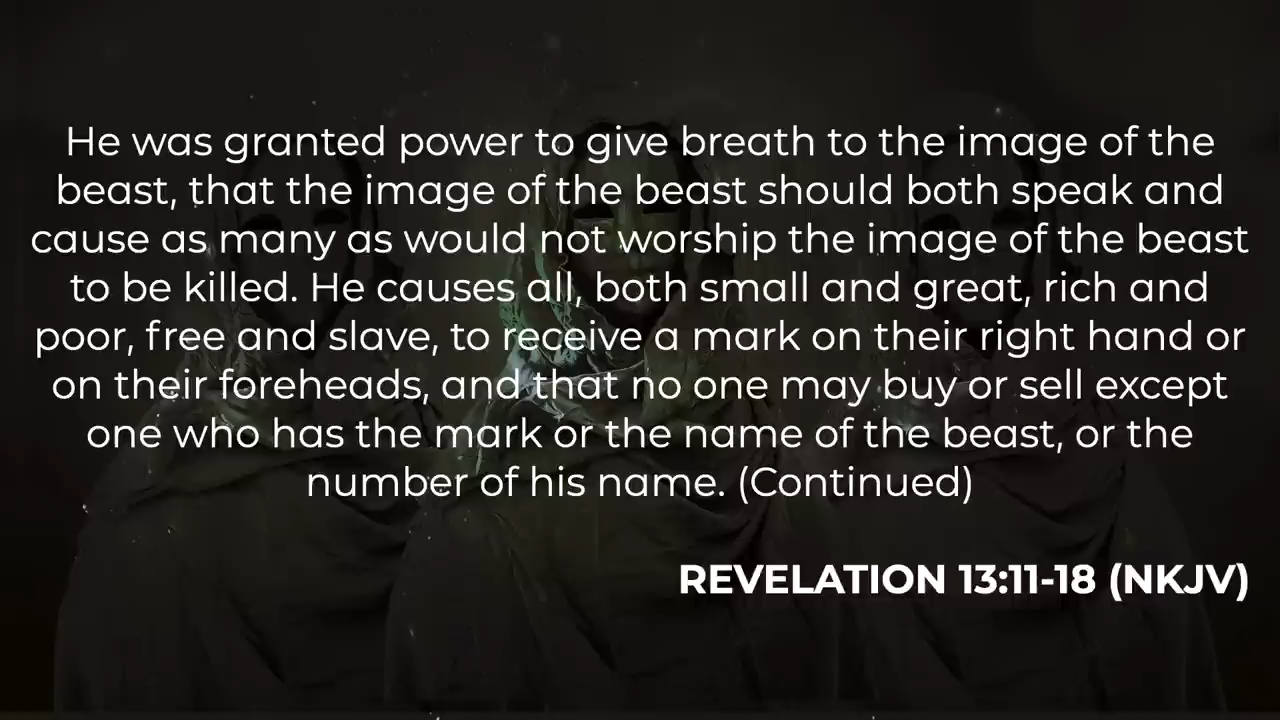 He was granted power to give breath to the image of the
beast, that the image of the beast should both speak and
cause as many as would not worship the image of the beast
to be killed. He causes all, both small and great, rich and
poor, free and slave, to receive a mark on their right hand or
on their foreheads, and that no one may buy or sell except
one who has the mark or the name of the beast, or the
number of his name. (Continued)
REVELATION 13:11-18 (NKJV)